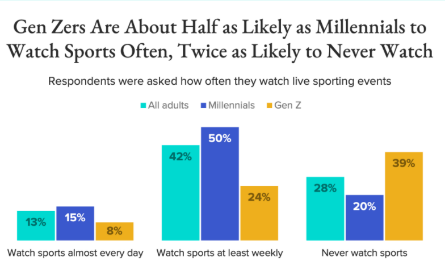 Gen Zers Are About Half as Likely as Millennials to
Watch Sports Often, Twice as Likely to Never Watch
Respondents were asked how often they watch live sporting events
All adults Millennials Gen Z
13% 15% 8%
42% 50% 24%
28% 20% 39%
Watch sports almost every day Watch sports at least weekly Never watch sports